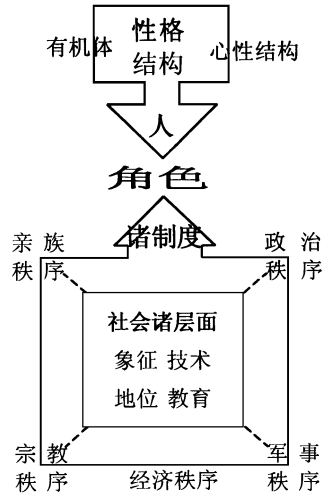 性格
有机体
结构
心性结构
人
角色
诸制度
亲族
秩序
政治
秩序
社会诸层面
象征 技术
地位 教育
宗教
秩序
军事
秩序
经济秩序